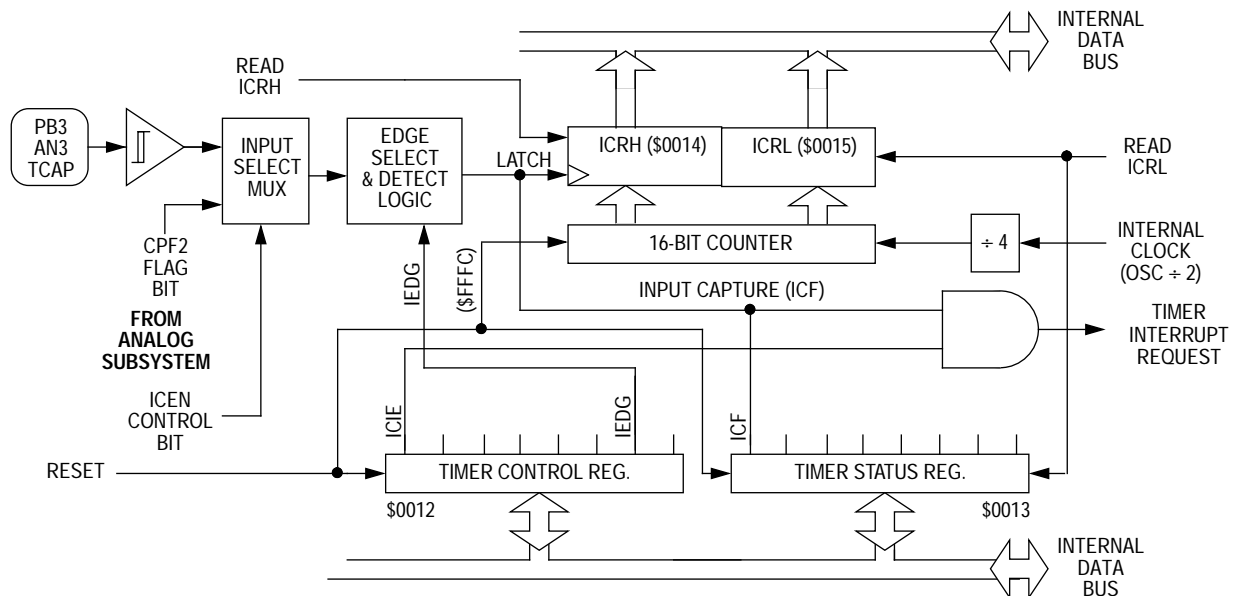 INTERNAL
DATA
BUS
READ
ICRH
PB3
AN3
TCAP
INPUT
SELECT
MUX
EDGE
SELECT
& DETECT
LOGIC
LATCH
ICRH ($0014)
ICRL ($0015)
READ
ICRL
CPF2
FLAG
BIT
FROM
ANALOG
SUBSYSTEM
IEDG
($FFFC)
16-BIT COUNTER
÷ 4
INTERNAL
CLOCK
(OSC ÷ 2)
INPUT CAPTURE (ICF)
TIMER
INTERRUPT
REQUEST
ICEN
CONTROL
BIT
ICIE
IEDG
ICF
RESET
TIMER CONTROL REG.
TIMER STATUS REG.
$0012
$0013
INTERNAL
DATA
BUS